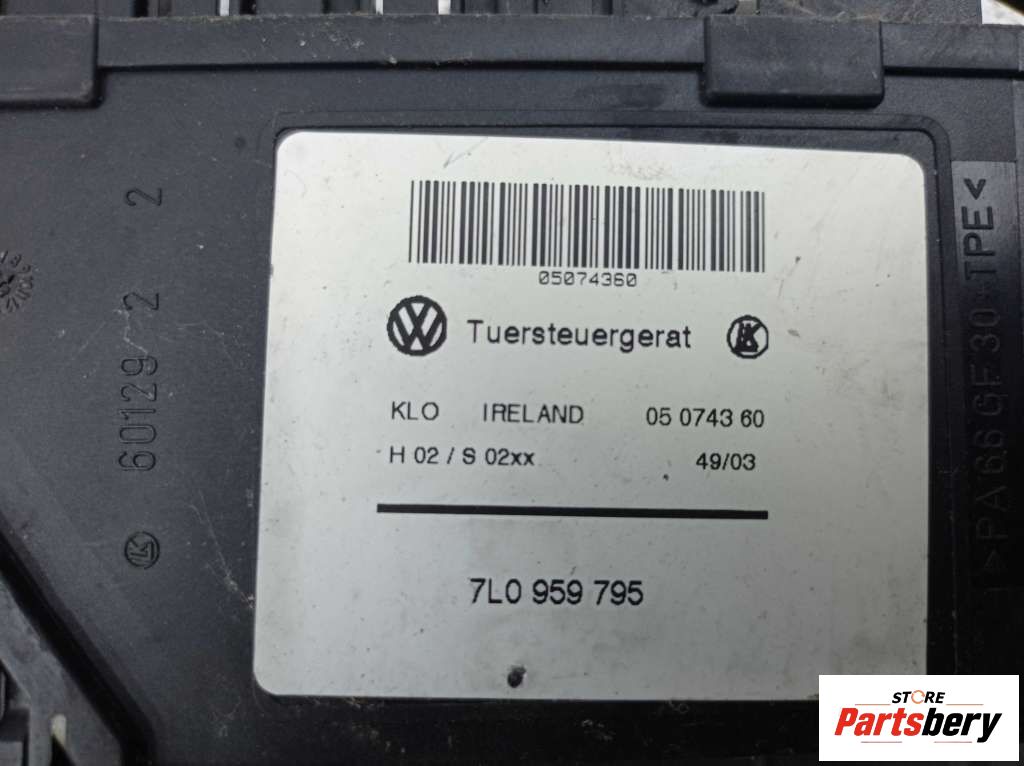 05074360
Tuersteuergerat
KLO IRELAND 05 0743 60
H 02 / S 02xx 49/03
7L0 959 795
60129 2 2
>PA66 GF30+TPE<
STORE
Partsbery